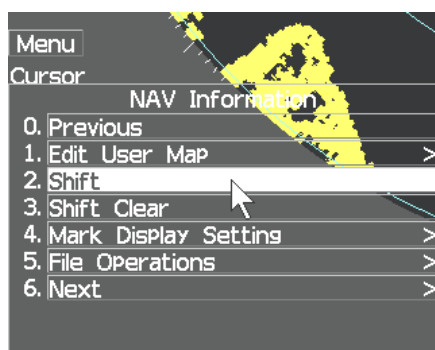 Menu
Cursor
NAV Information
0. Previous
1. Edit User Map >
2. Shift
3. Shift Clear
4. Mark Display Setting >
5. File Operations >
6. Next >